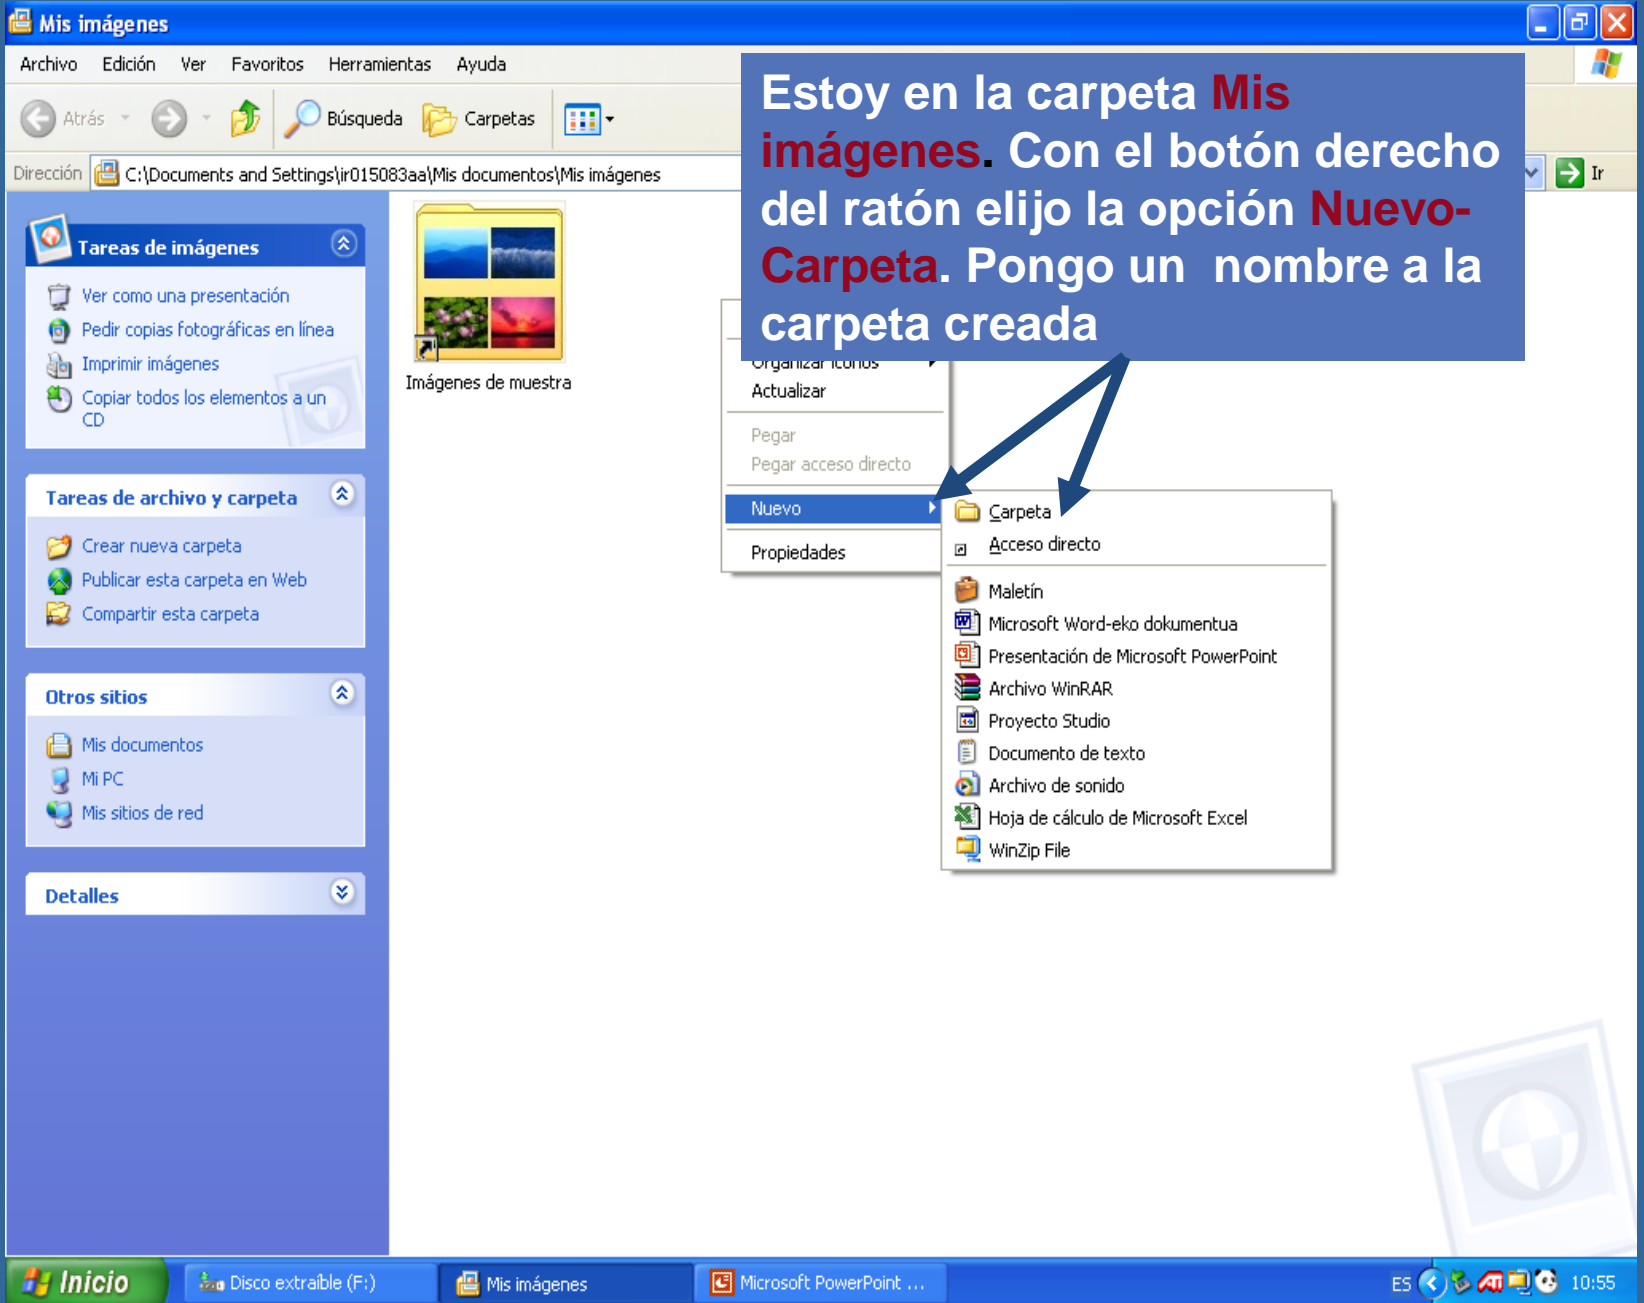 Mis imágenes
Archivo Edición Ver Favoritos Herramientas Ayuda
Atrás Búsqueda Carpetas
Dirección C:\Documents and Settings\ir015083aa\Mis documentos\Mis imágenes Ir
Estoy en la carpeta Mis
imágenes. Con el botón derecho
del ratón elijo la opción Nuevo-
Carpeta. Pongo un nombre a la
carpeta creada
Tareas de imágenes
Ver como una presentación
Pedir copias fotográficas en línea
Imprimir imágenes
Copiar todos los elementos a un
CD
Tareas de archivo y carpeta
Crear nueva carpeta
Publicar esta carpeta en Web
Compartir esta carpeta
Otros sitios
Mis documentos
Mi PC
Mis sitios de red
Detalles
Imágenes de muestra
Organizar iconos
Actualizar
Pegar
Pegar acceso directo
Nuevo
Propiedades
Carpeta
Acceso directo
Maletín
Microsoft Word-eko dokumentua
Presentación de Microsoft PowerPoint
Archivo WinRAR
Proyecto Studio
Documento de texto
Archivo de sonido
Hoja de cálculo de Microsoft Excel
WinZip File
Inicio Disco extraíble (F:) Mis imágenes Microsoft PowerPoint ... ES ATI 10:55